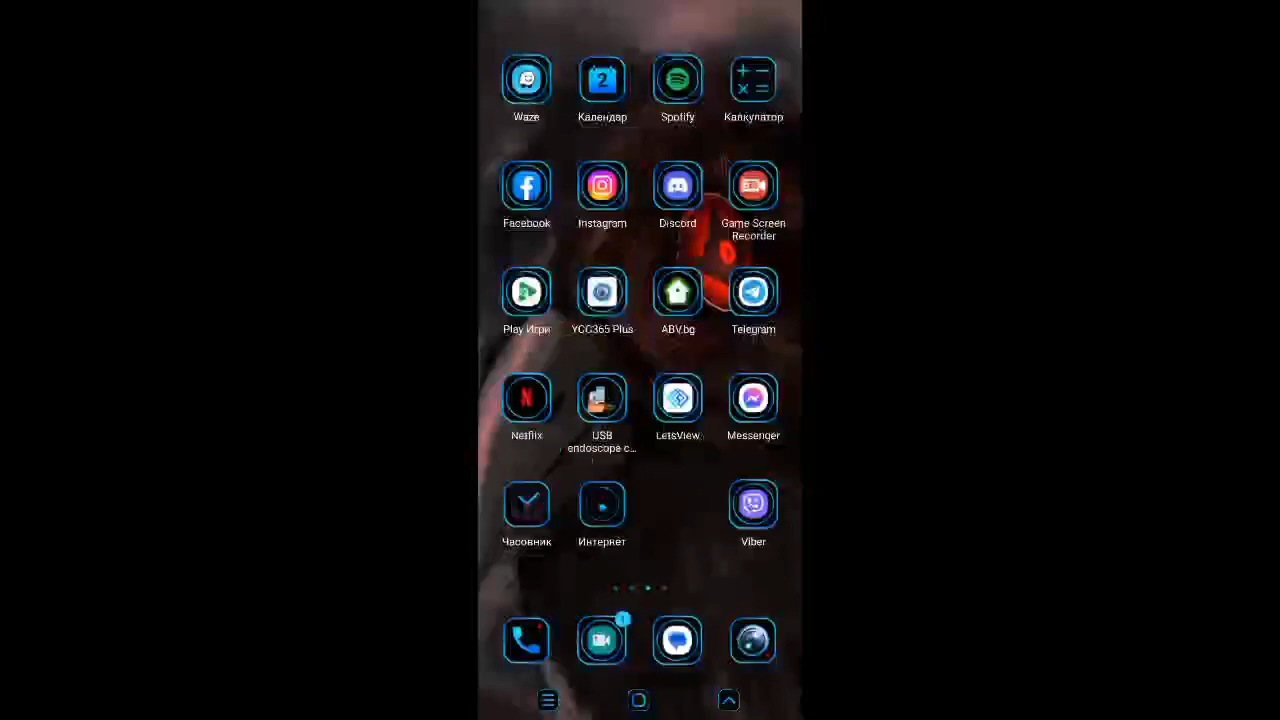 2
Waze
Календар
Spotify
Калкулатор
Facebook
Instagram
Discord
Game Screen
Recorder
Play Игри
YCC365 Plus
ABV.bg
Telegram
Netflix
USB
endoscope c...
LetsView
Messenger
Часовник
Интернет
Viber
1